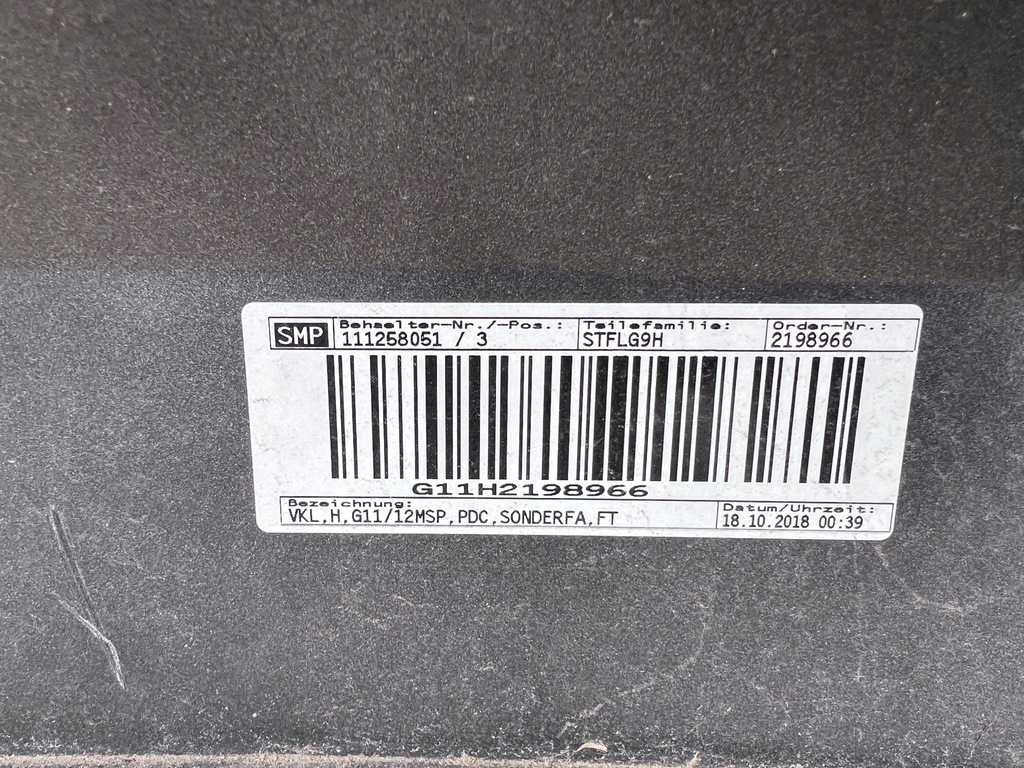 SMP
Behaelter-Nr./-Pos.: Teilefamilie: Order-Nr.:
111258051 / 3 STFLG9H 2198966
G11H2198966
Bezeichnung: Datum/Uhrzeit:
VKL,H,G11/12MSP,PDC,SONDERFA,FT 18.10.2018 00:39